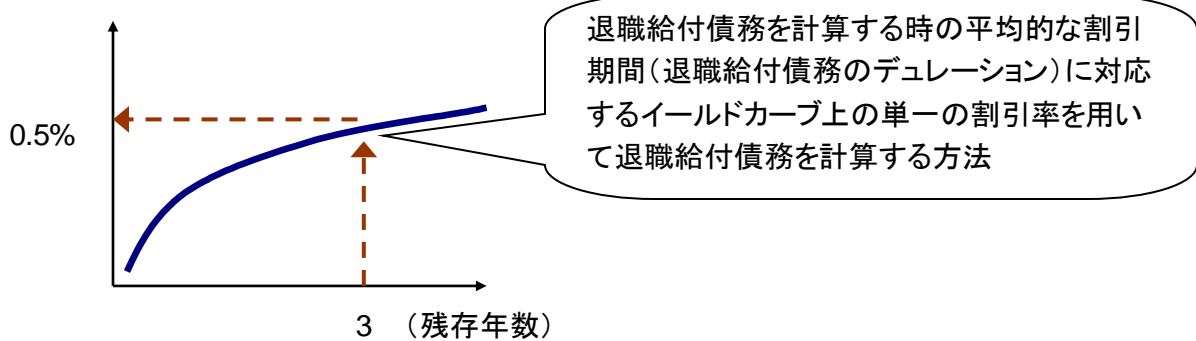 退職給付債務を計算する時の平均的な割引
期間(退職給付債務のデュレーション)に対応
するイールドカーブ上の単一の割引率を用い
て退職給付債務を計算する方法
0.5%
3 (残存年数)